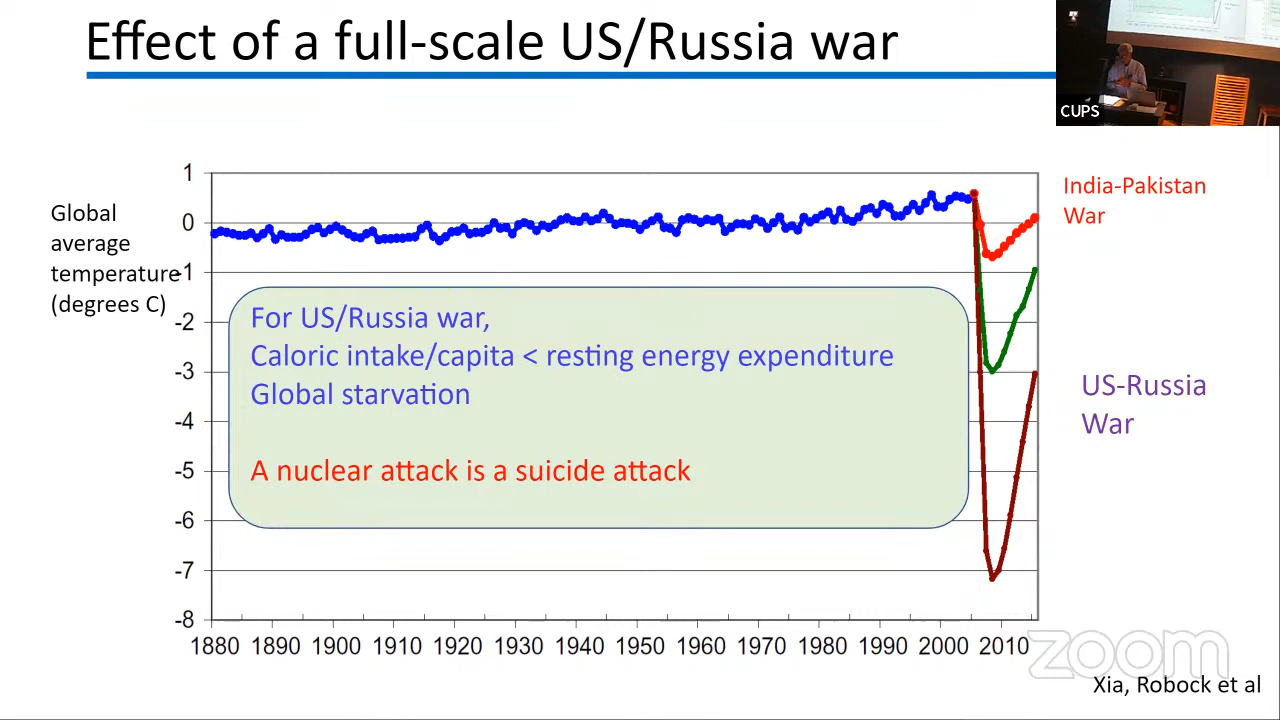 Effect of a full-scale US/Russia war
CUPS
Global
average
temperature
(degrees C)
1
0
-1
-2
-3
-4
-5
-6
-7
-8
India-Pakistan
War
For US/Russia war,
Caloric intake/capita < resting energy expenditure
Global starvation
A nuclear attack is a suicide attack
US-Russia
War
1880 1890 1900 1910 1920 1930 1940 1950 1960 1970 1980 1990 2000 2010
zoom
Xia, Robock et al